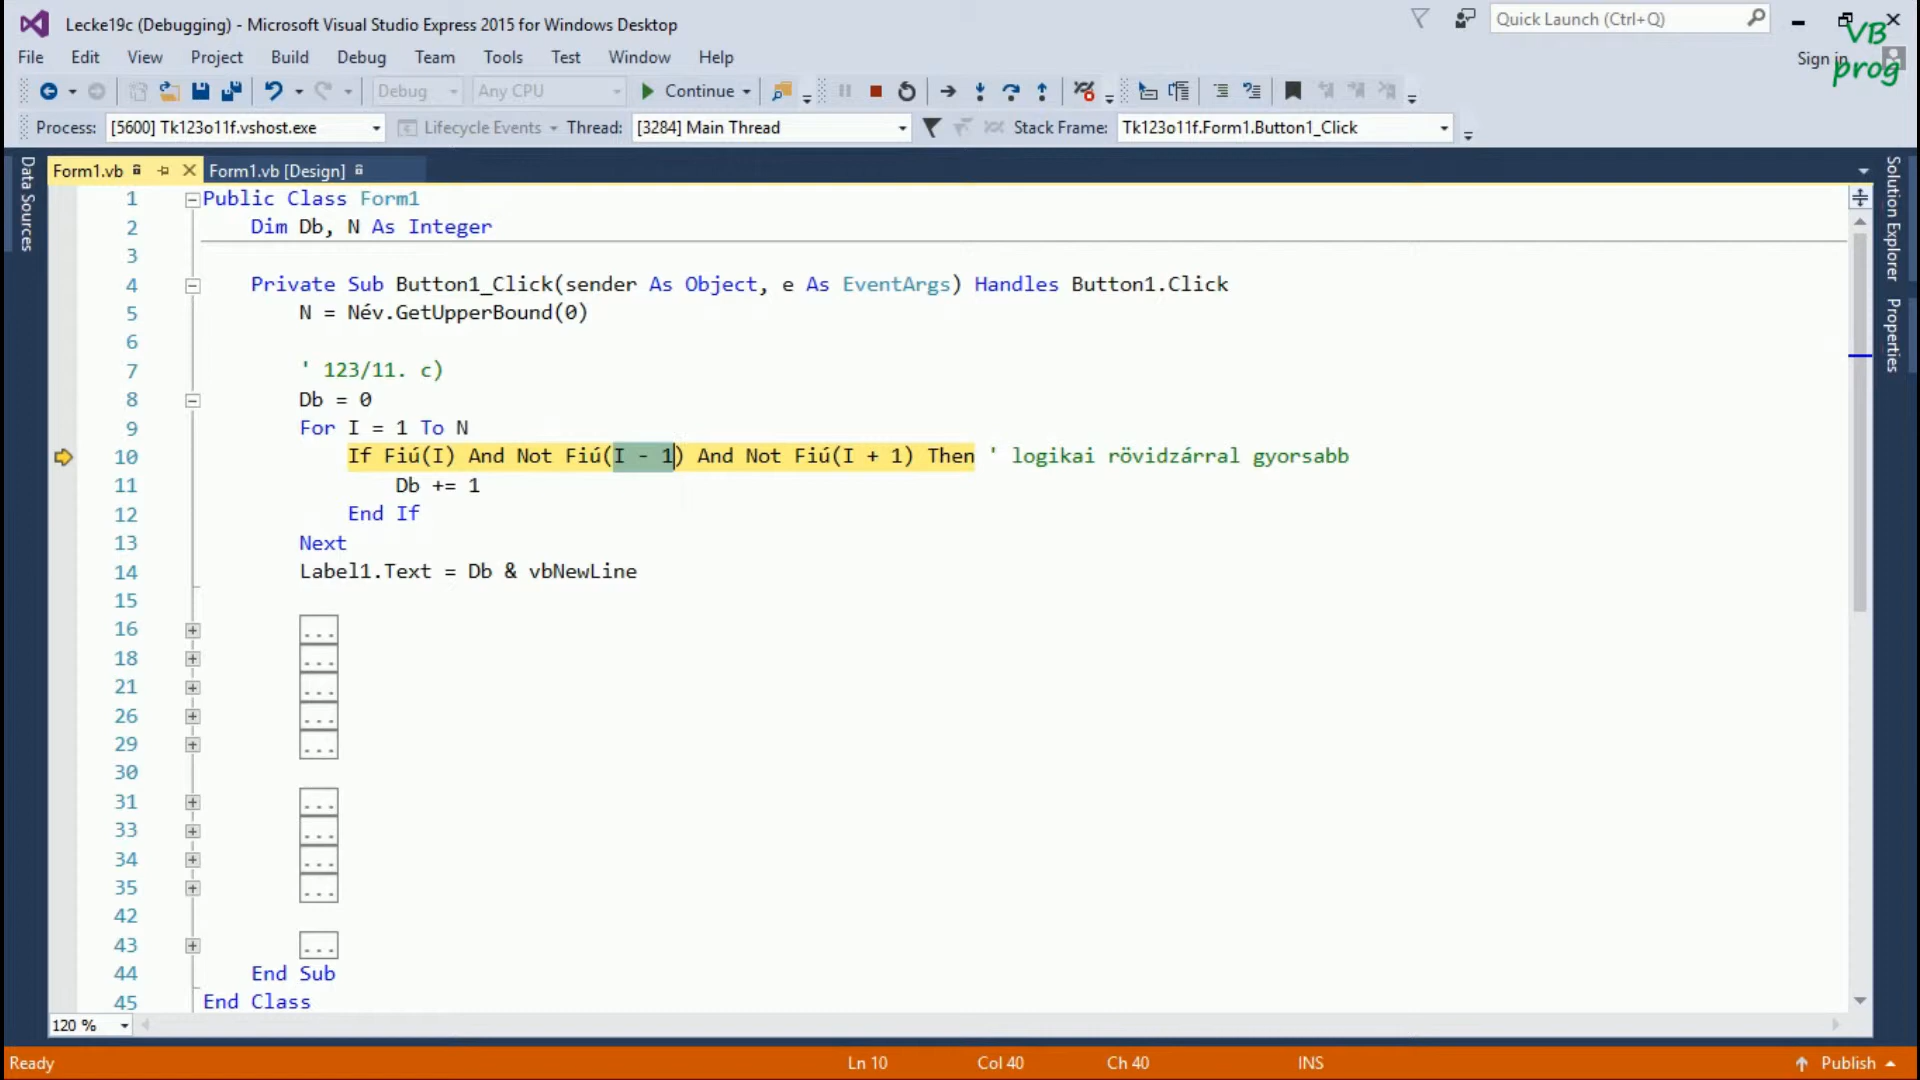 Lecke19c (Debugging) - Microsoft Visual Studio Express 2015 for Windows Desktop
Quick Launch (Ctrl+Q)
VB
prog
File Edit View Project Build Debug Team Tools Test Window Help
Sign in
Debug Any CPU Continue
Process: [5600] Tk123o11f.vshost.exe Lifecycle Events Thread: [3284] Main Thread Stack Frame: Tk123o11f.Form1.Button1_Click
Data Sources
Form1.vb Form1.vb [Design]
Solution Explorer
Properties
1 Public Class Form1
2 Dim Db, N As Integer
3
4 Private Sub Button1_Click(sender As Object, e As EventArgs) Handles Button1.Click
5 N = Név.GetUpperBound(0)
6
7 ' 123/11. c)
8 Db = 0
9 For I = 1 To N
10 If Fiú(I) And Not Fiú(I - 1) And Not Fiú(I + 1) Then ' logikai rövidzárral gyorsabb
11 Db += 1
12 End If
13 Next
14 Label1.Text = Db & vbNewLine
15
16 ...
18 ...
21 ...
26 ...
29 ...
30
31 ...
33 ...
34 ...
35 ...
42
43 ...
44 End Sub
45 End Class
120 %
Ready Ln 10 Col 40 Ch 40 INS Publish